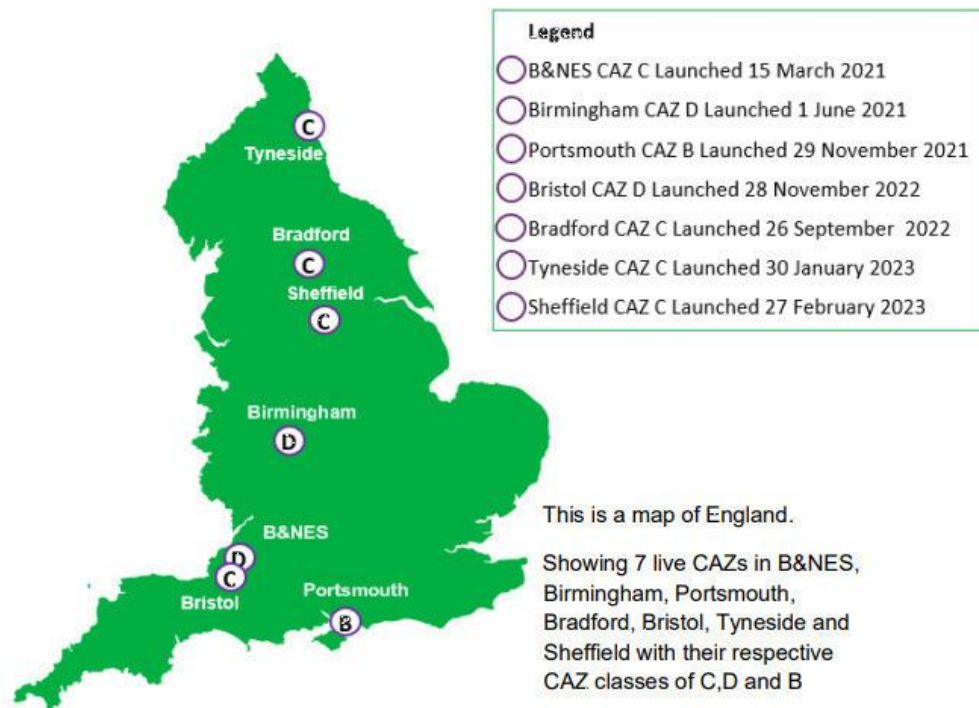 Legend
B&NES CAZ C Launched 15 March 2021
Birmingham CAZ D Launched 1 June 2021
Portsmouth CAZ B Launched 29 November 2021
Bristol CAZ D Launched 28 November 2022
Bradford CAZ C Launched 26 September 2022
Tyneside CAZ C Launched 30 January 2023
Sheffield CAZ C Launched 27 February 2023
C
Tyneside
Bradford
C
Sheffield
C
Birmingham
D
B&NES
D
C
Bristol
Portsmouth
B
This is a map of England.
Showing 7 live CAZs in B&NES,
Birmingham, Portsmouth,
Bradford, Bristol, Tyneside and
Sheffield with their respective
CAZ classes of C,D and B